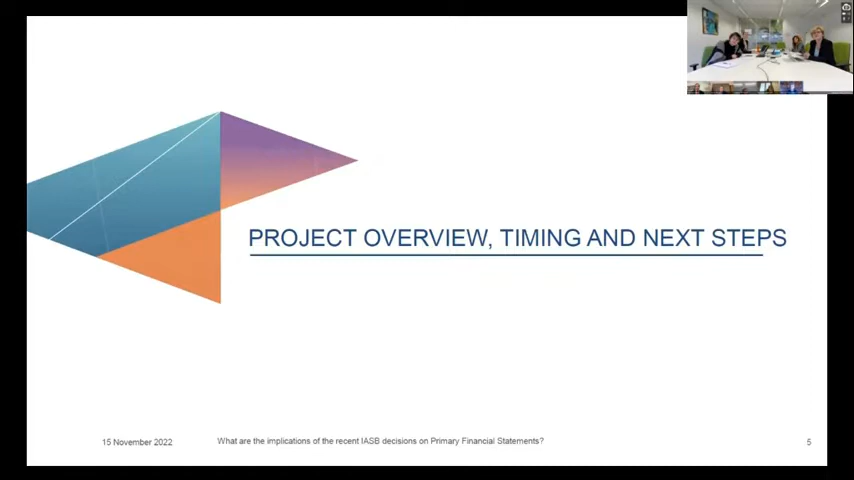 PROJECT OVERVIEW, TIMING AND NEXT STEPS
15 November 2022
What are the implications of the recent IASB decisions on Primary Financial Statements?
5